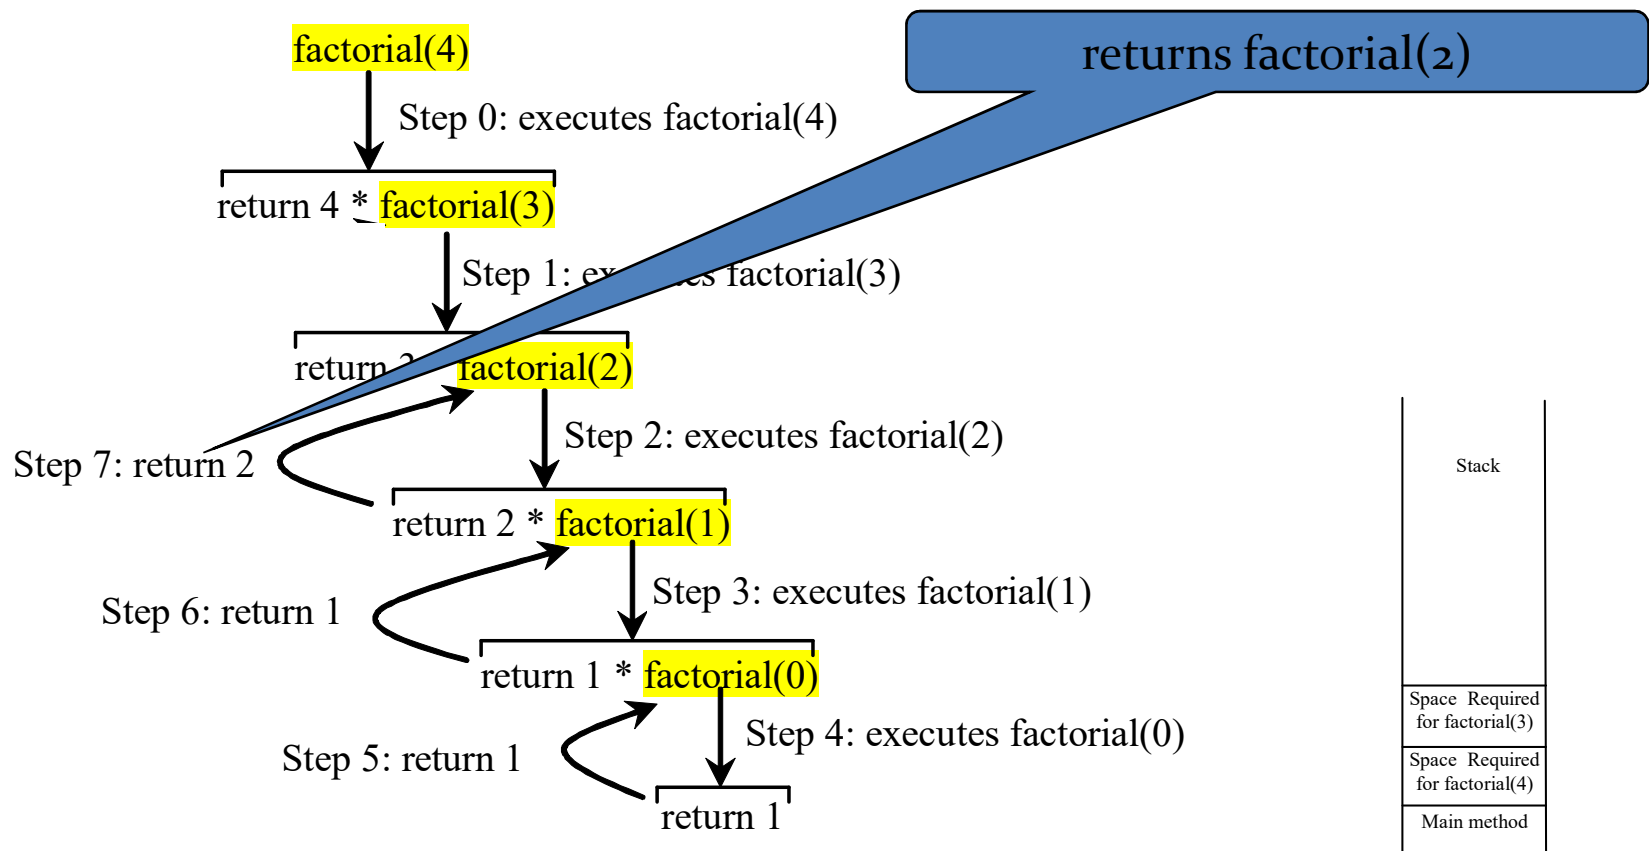 factorial(4)
returns factorial(2)
Step 0: executes factorial(4)
return 4 * factorial(3)
Step 1: factorial(3)
return factorial(2)
Step 2: executes factorial(2)
Step 7: return 2
return 2 * factorial(1)
Step 3: executes factorial(1)
Step 6: return 1
return 1 * factorial(0)
Step 4: executes factorial(0)
Step 5: return 1
return 1
Stack
Space Required
for factorial(3)
Space Required
for factorial(4)
Main method